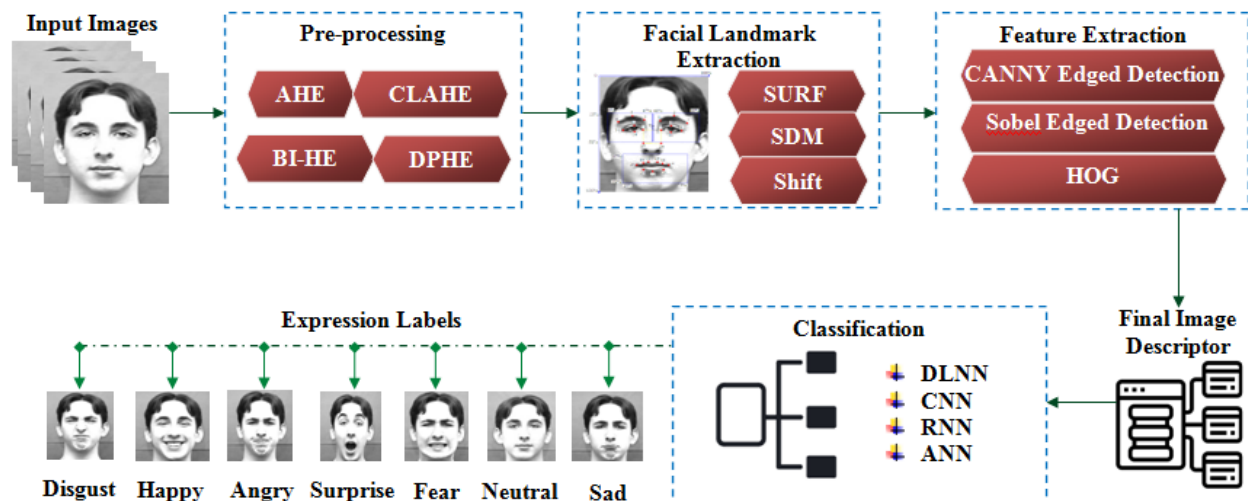 Input Images
Pre-processing
AHE
CLAHE
BI-HE
DPHE
Facial Landmark
Extraction
SURF
SDM
Shift
Feature Extraction
CANNY Edged Detection
Sobel Edged Detection
HOG
Final Image
Descriptor
Classification
DLNN
CNN
RNN
ANN
Expression Labels
Disgust
Happy
Angry
Surprise
Fear
Neutral
Sad